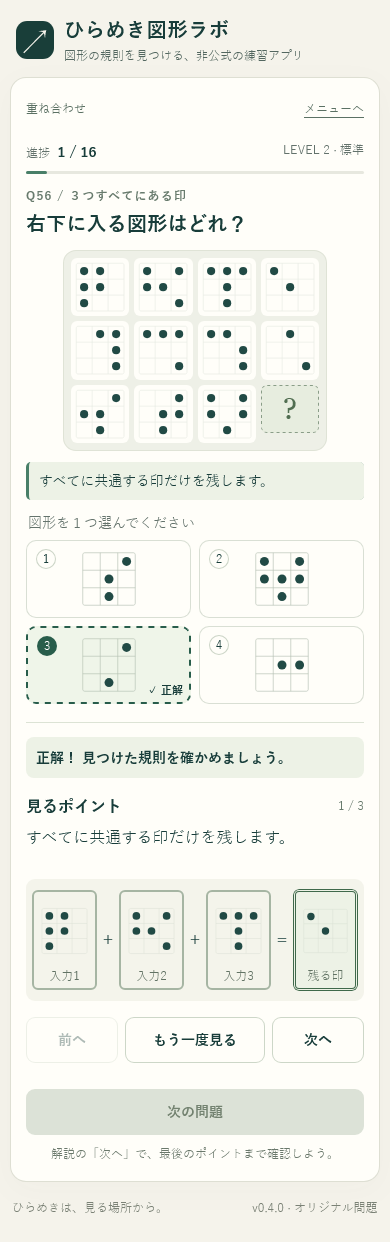 ひらめき図形ラボ
図形の規則を見つける、非公式の練習アプリ
重ね合わせ
メニューへ
進捗 1 / 16
LEVEL 2 · 標準
Q56 / 3つすべてにある印
右下に入る図形はどれ？
?
すべてに共通する印だけを残します。
図形を1つ選んでください
1
2
3
✓ 正解
4
正解！ 見つけた規則を確かめましょう。
見るポイント
1 / 3
すべてに共通する印だけを残します。
入力1 + 入力2 + 入力3 = 残る印
前へ
もう一度見る
次へ
次の問題
解説の「次へ」で、最後のポイントまで確認しよう。
ひらめきは、見る場所から。
v0.4.0 · オリジナル問題